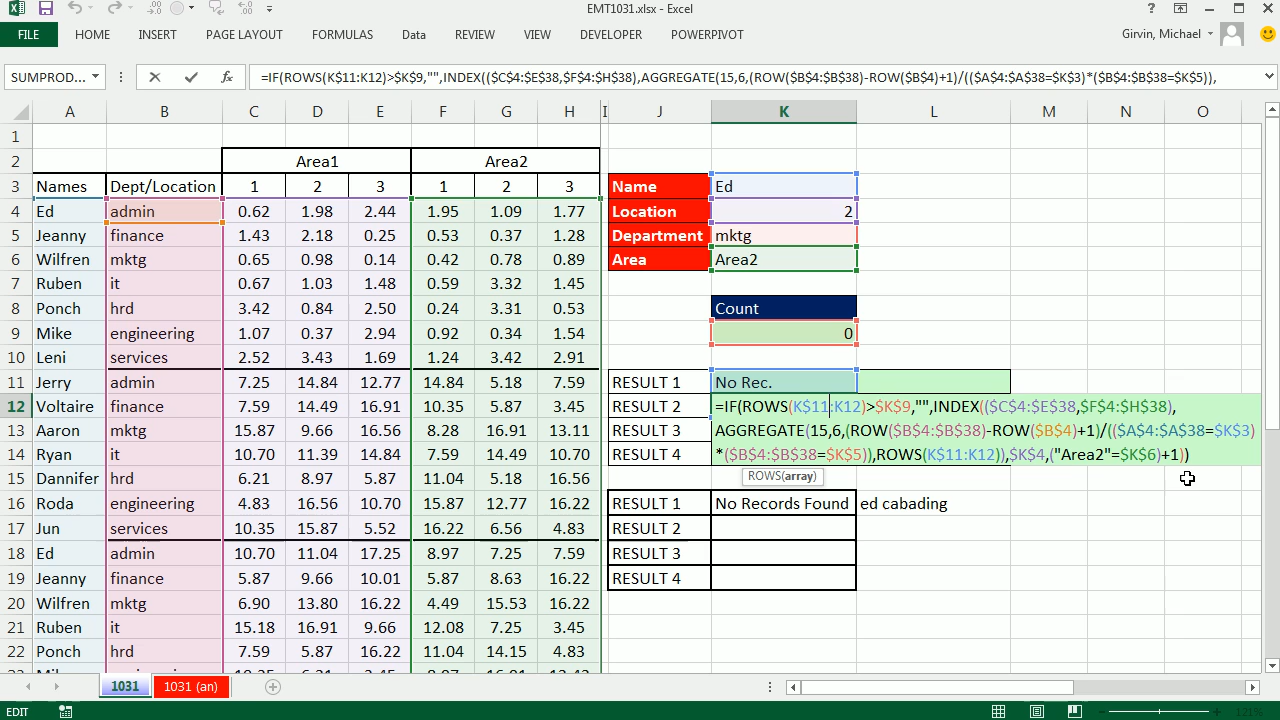 EMT1031.xlsx - Excel
FILE HOME INSERT PAGE LAYOUT FORMULAS Data REVIEW VIEW DEVELOPER POWERPIVOT Girvin, Michael
SUMPROD... =IF(ROWS(K$11:K12)>$K$9,"",INDEX(($C$4:$E$38,$F$4:$H$38),AGGREGATE(15,6,(ROW($B$4:$B$38)-ROW($B$4)+1)/(($A$4:$A$38=$K$3)*($B$4:$B$38=$K$5)),
A B C D E F G H I J K L M N O
1
2 Area1 Area2
3 Names Dept/Location 1 2 3 1 2 3 Name Ed
4 Ed admin 0.62 1.98 2.44 1.95 1.09 1.77 Location 2
5 Jeanny finance 1.43 2.18 0.25 0.53 0.37 1.28 Department mktg
6 Wilfren mktg 0.65 0.98 0.14 0.42 0.78 0.89 Area Area2
7 Ruben it 0.67 1.03 1.48 0.59 3.32 1.45
8 Ponch hrd 3.42 0.84 2.50 0.24 3.31 0.53 Count
9 Mike engineering 1.07 0.37 2.94 0.92 0.34 1.54 0
10 Leni services 2.52 3.43 1.69 1.24 3.42 2.91
11 Jerry admin 7.25 14.84 12.77 14.84 5.18 7.59 RESULT 1 No Rec.
12 Voltaire finance 7.59 14.49 16.91 10.35 5.87 3.45 RESULT 2 =IF(ROWS(K$11:K12)>$K$9,"",INDEX(($C$4:$E$38,$F$4:$H$38),
13 Aaron mktg 15.87 9.66 16.56 8.28 16.91 13.11 RESULT 3 AGGREGATE(15,6,(ROW($B$4:$B$38)-ROW($B$4)+1)/(($A$4:$A$38=$K$3)
14 Ryan it 10.70 11.39 14.84 7.59 14.49 10.70 RESULT 4 *($B$4:$B$38=$K$5)),ROWS(K$11:K12)),$K$4,("Area2"=$K$6)+1))
15 Dannifer hrd 6.21 8.97 5.87 11.04 5.18 16.56 ROWS(array)
16 Roda engineering 4.83 16.56 10.70 15.87 12.77 16.22 RESULT 1 No Records Found ed cabading
17 Jun services 10.35 15.87 5.52 16.22 6.56 4.83 RESULT 2
18 Ed admin 10.70 11.04 17.25 8.97 7.25 7.59 RESULT 3
19 Jeanny finance 5.87 9.66 10.01 5.87 8.63 16.22 RESULT 4
20 Wilfren mktg 6.90 13.80 16.22 4.49 15.53 16.22
21 Ruben it 15.18 16.91 9.66 12.08 7.25 3.45
22 Ponch hrd 7.59 5.87 16.22 11.04 14.15 4.83
1031 1031 (an)
EDIT